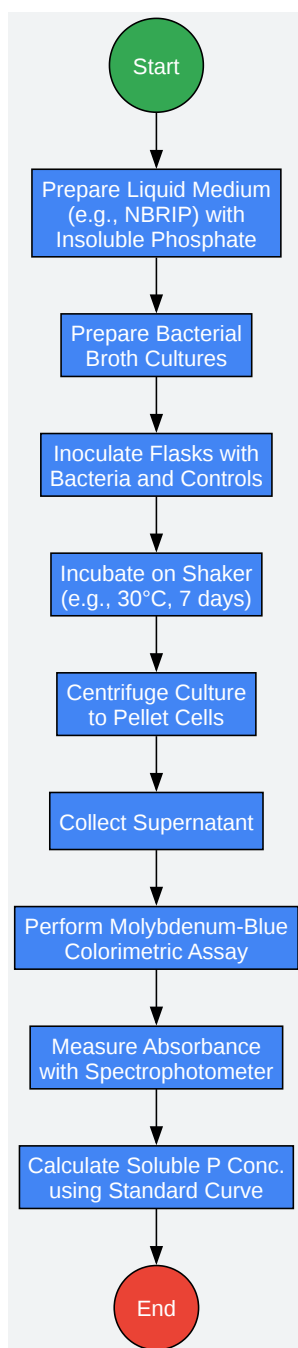 Start
Prepare Liquid Medium
(e.g., NBRIP) with
Insoluble Phosphate
Prepare Bacterial
Broth Cultures
Inoculate Flasks with
Bacteria and Controls
Incubate on Shaker
(e.g., 30°C, 7 days)
Centrifuge Culture
to Pellet Cells
Collect Supernatant
Perform Molybdenum-Blue
Colorimetric Assay
Measure Absorbance
with Spectrophotometer
Calculate Soluble P Conc.
using Standard Curve
End